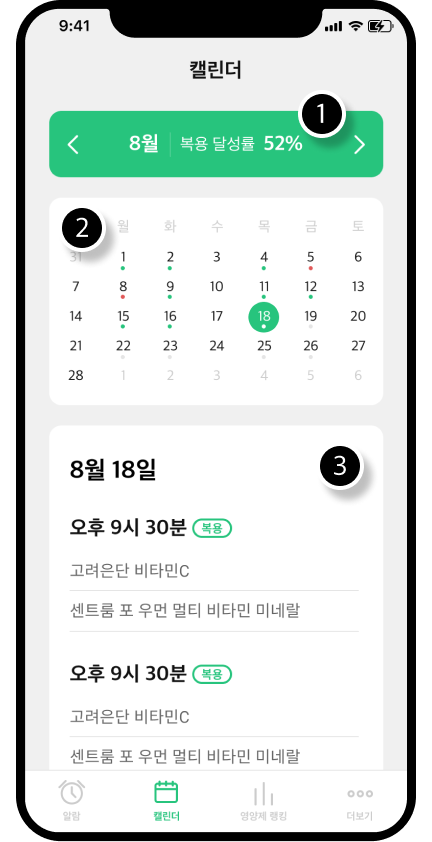 9:41
캘린더
1
8월 복용 달성률 52%
2
월 화 수 목 금 토
31 1 2 3 4 5 6
7 8 9 10 11 12 13
14 15 16 17 18 19 20
21 22 23 24 25 26 27
28 1 2 3 4 5 6
8월 18일
3
오후 9시 30분 복용
고려은단 비타민C
센트룸 포 우먼 멀티 비타민 미네랄
오후 9시 30분 복용
고려은단 비타민C
센트룸 포 우먼 멀티 비타민 미네랄
알람 캘린더 영양제 랭킹 더보기